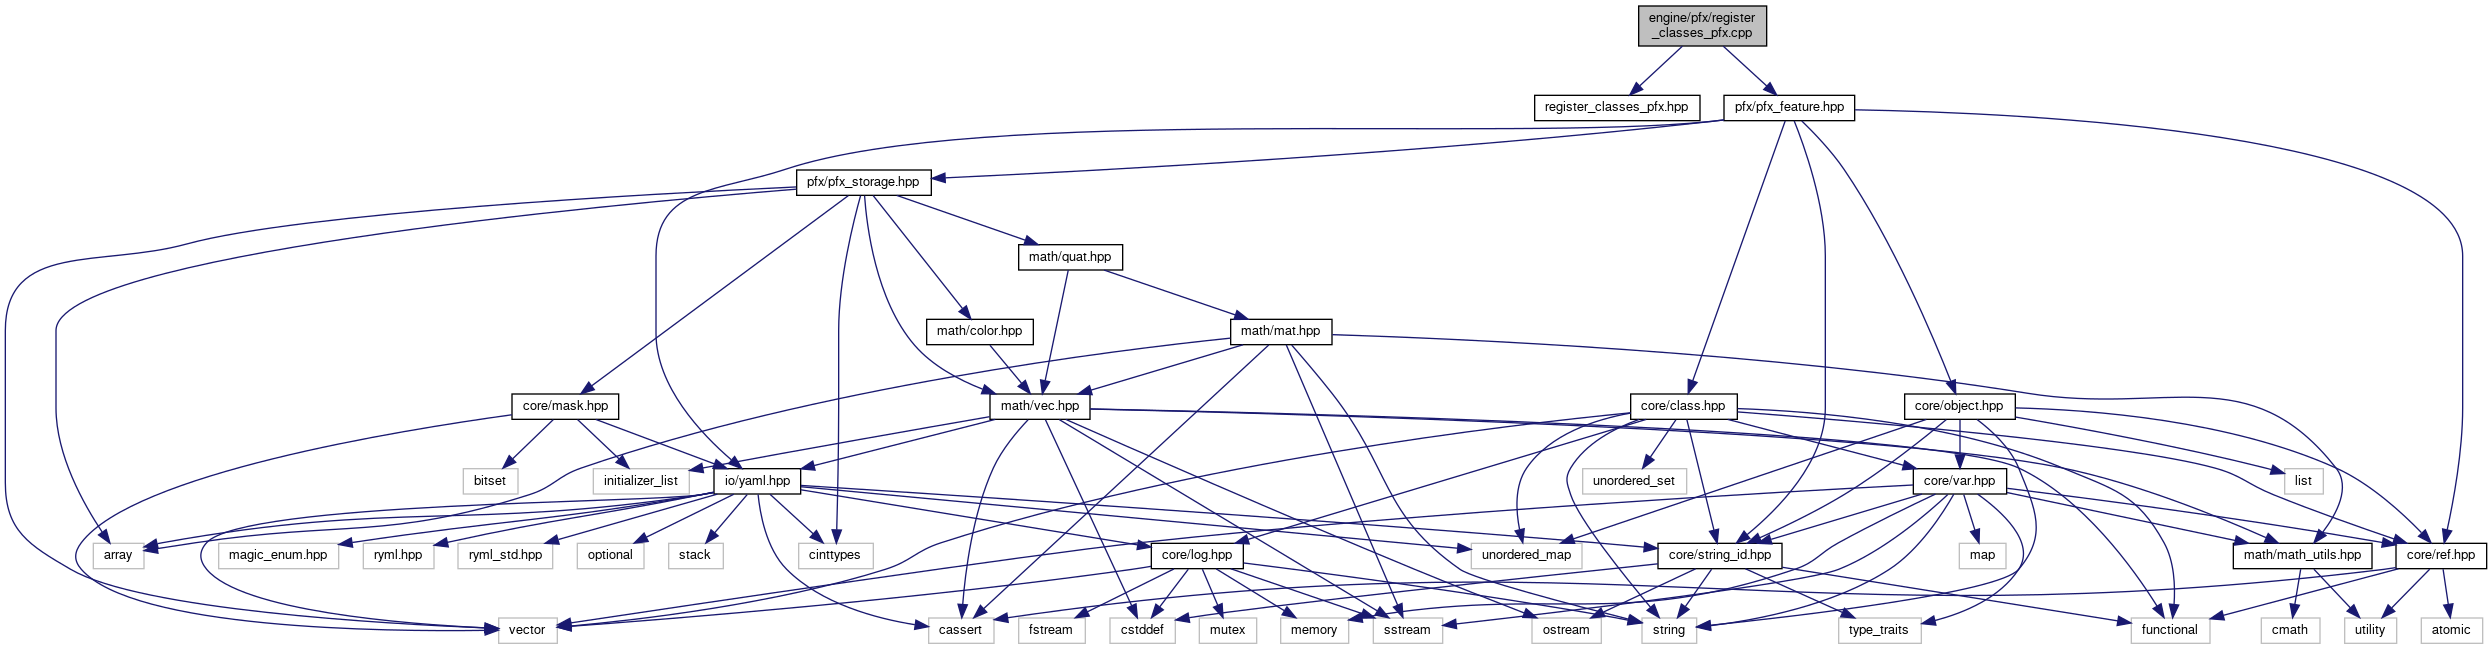 engine/pfx/register
_classes_pfx.cpp
register_classes_pfx.hpp
pfx/pfx_feature.hpp
pfx/pfx_storage.hpp
math/quat.hpp
math/color.hpp
math/mat.hpp
core/mask.hpp
math/vec.hpp
core/class.hpp
core/object.hpp
bitset
initializer_list
io/yaml.hpp
unordered_set
core/var.hpp
list
array
magic_enum.hpp
ryml.hpp
ryml_std.hpp
optional
stack
cinttypes
core/log.hpp
unordered_map
core/string_id.hpp
map
math/math_utils.hpp
core/ref.hpp
vector
cassert
fstream
cstddef
mutex
memory
sstream
ostream
string
type_traits
functional
cmath
utility
atomic